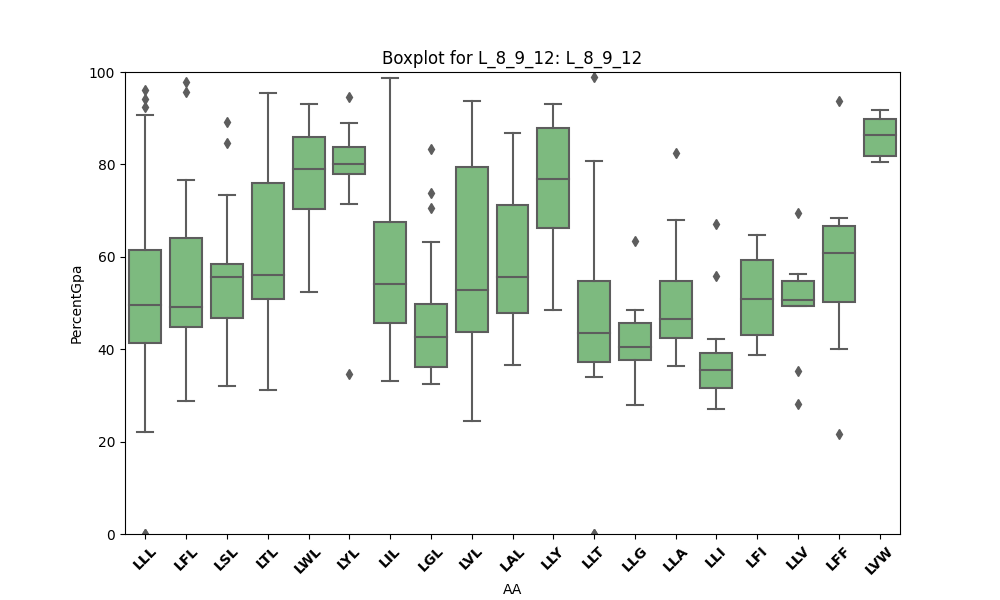 Boxplot for L_8_9_12: L_8_9_12
PercentGpa
100
80
60
40
20
0
LLL LFL LSL LTL LWL LYL LIL LGL LVL LAL LLY LLT LLG LLA LLI LFI LLV LFF LVW
AA